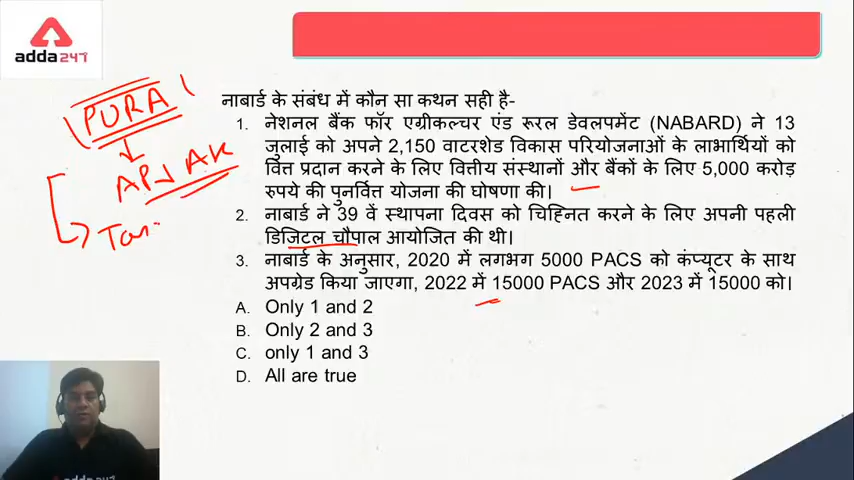 adda247
PURA
APJ AK
Tan
नाबार्ड के संबंध में कौन सा कथन सही है-
1. नेशनल बैंक फॉर एग्रीकल्चर एंड रूरल डेवलपमेंट (NABARD) ने 13
जुलाई को अपने 2,150 वाटरशेड विकास परियोजनाओं के लाभार्थियों को
वित्त प्रदान करने के लिए वित्तीय संस्थानों और बैंकों के लिए 5,000 करोड़
रुपये की पुनर्वित्त योजना की घोषणा की।
2. नाबार्ड ने 39 वें स्थापना दिवस को चिह्नित करने के लिए अपनी पहली
डिजिटल चौपाल आयोजित की थी।
3. नाबार्ड के अनुसार, 2020 में लगभग 5000 PACS को कंप्यूटर के साथ
अपग्रेड किया जाएगा, 2022 में 15000 PACS और 2023 में 15000 को।
A. Only 1 and 2
B. Only 2 and 3
C. only 1 and 3
D. All are true
adda247